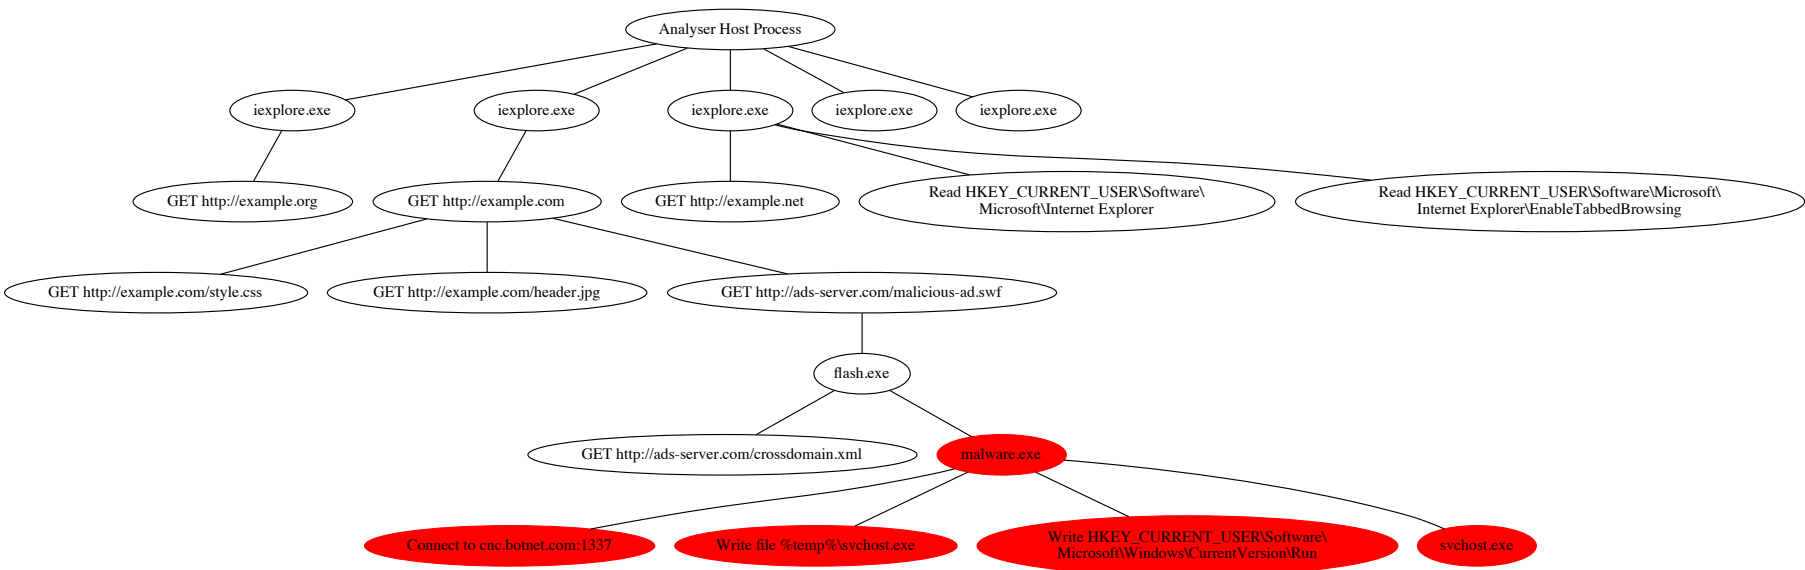 Analyser Host Process
iexplore.exe
iexplore.exe
iexplore.exe
iexplore.exe
iexplore.exe
GET http://example.org
GET http://example.com
GET http://example.net
Read HKEY_CURRENT_USER\Software\
Microsoft\Internet Explorer
Read HKEY_CURRENT_USER\Software\Microsoft\
Internet Explorer\EnableTabbedBrowsing
GET http://example.com/style.css
GET http://example.com/header.jpg
GET http://ads-server.com/malicious-ad.swf
flash.exe
GET http://ads-server.com/crossdomain.xml
malware.exe
Connect to cnc.botnet.com:1337
Write file %temp%\svchost.exe
Write HKEY_CURRENT_USER\Software\
Microsoft\Windows\CurrentVersion\Run
svchost.exe